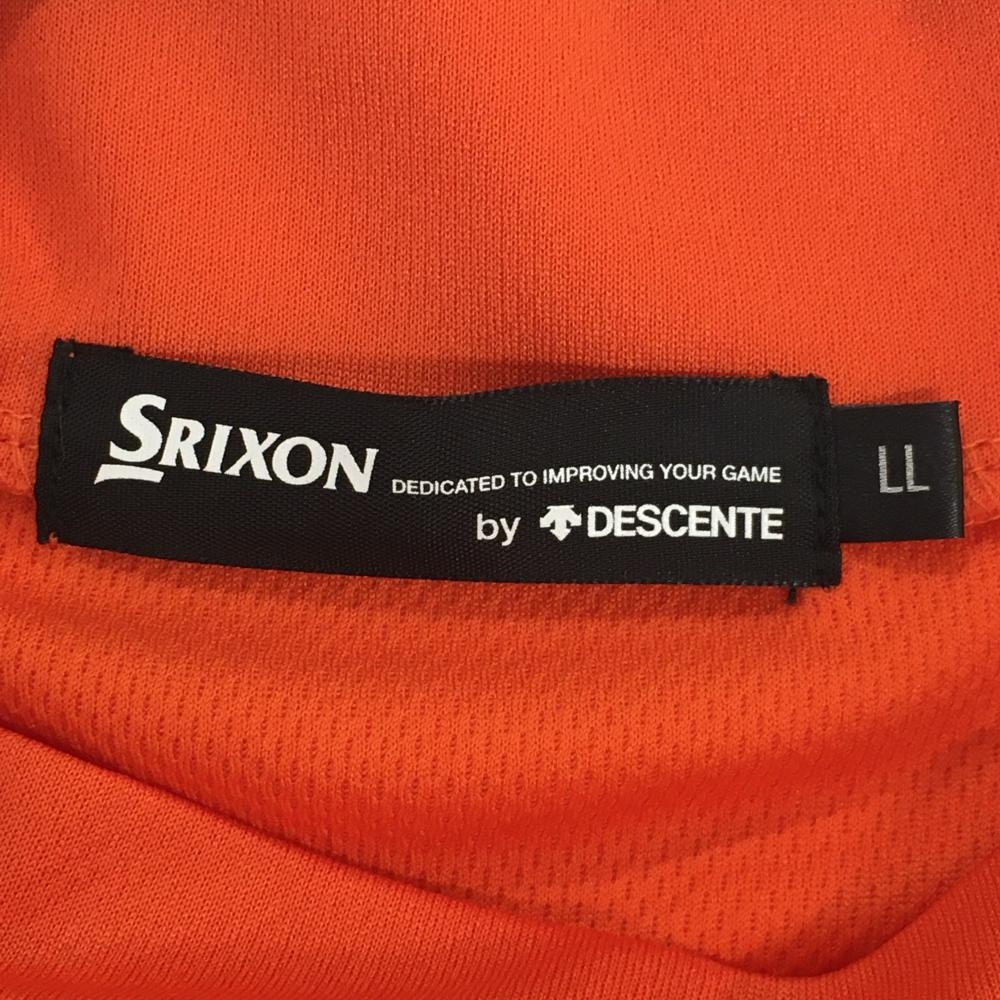 SRIXON DEDICATED TO IMPROVING YOUR GAME
by DESCENTE
LL